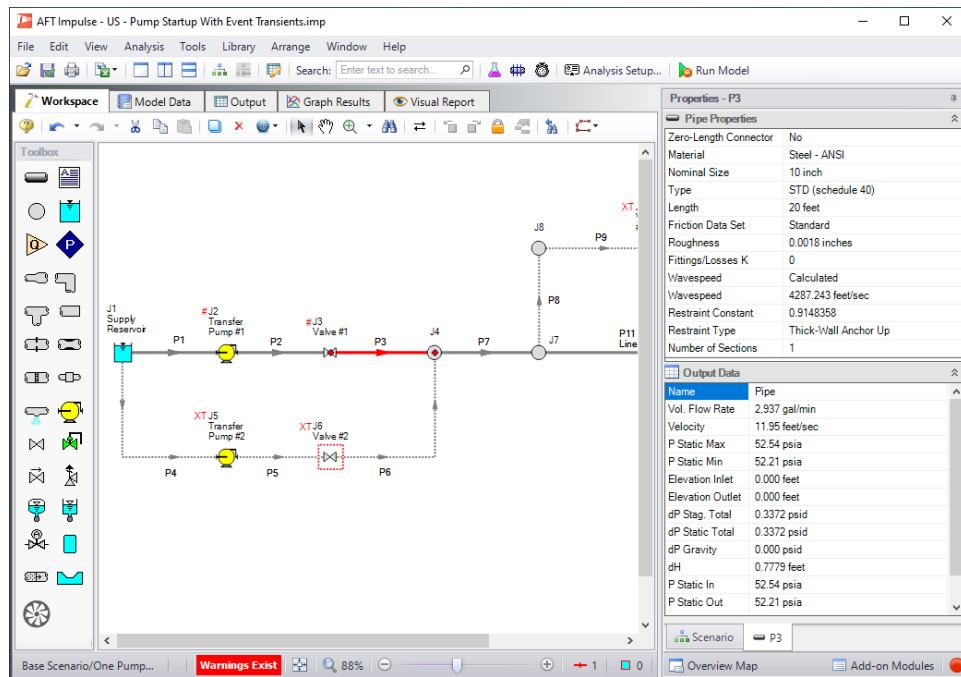 AFT Impulse - US - Pump Startup With Event Transients.imp
File Edit View Analysis Tools Library Arrange Window Help
Search: Enter text to search... Analysis Setup... Run Model
Workspace Model Data Output Graph Results Visual Report
Toolbox
J1
Supply
Reservoir
P1
#J2
Transfer
Pump #1
P2
#J3
Valve #1
P3
J4
P7
J7
P11
Line
P8
J8
P9
XT
P4
XTJ5
Transfer
Pump #2
P5
XTJ6
Valve #2
P6
Properties - P3
Pipe Properties
Zero-Length Connector No
Material Steel - ANSI
Nominal Size 10 inch
Type STD (schedule 40)
Length 20 feet
Friction Data Set Standard
Roughness 0.0018 inches
Fittings/Losses K 0
Wavespeed Calculated
Wavespeed 4287.243 feet/sec
Restraint Constant 0.9148358
Restraint Type Thick-Wall Anchor Up
Number of Sections 1
Output Data
Name Pipe
Vol. Flow Rate 2,937 gal/min
Velocity 11.95 feet/sec
P Static Max 52.54 psia
P Static Min 52.21 psia
Elevation Inlet 0.000 feet
Elevation Outlet 0.000 feet
dP Stag. Total 0.3372 psid
dP Static Total 0.3372 psid
dP Gravity 0.000 psid
dH 0.7779 feet
P Static In 52.54 psia
P Static Out 52.21 psia
Scenario P3
Base Scenario/One Pump... Warnings Exist 88% 1 0 Overview Map Add-on Modules